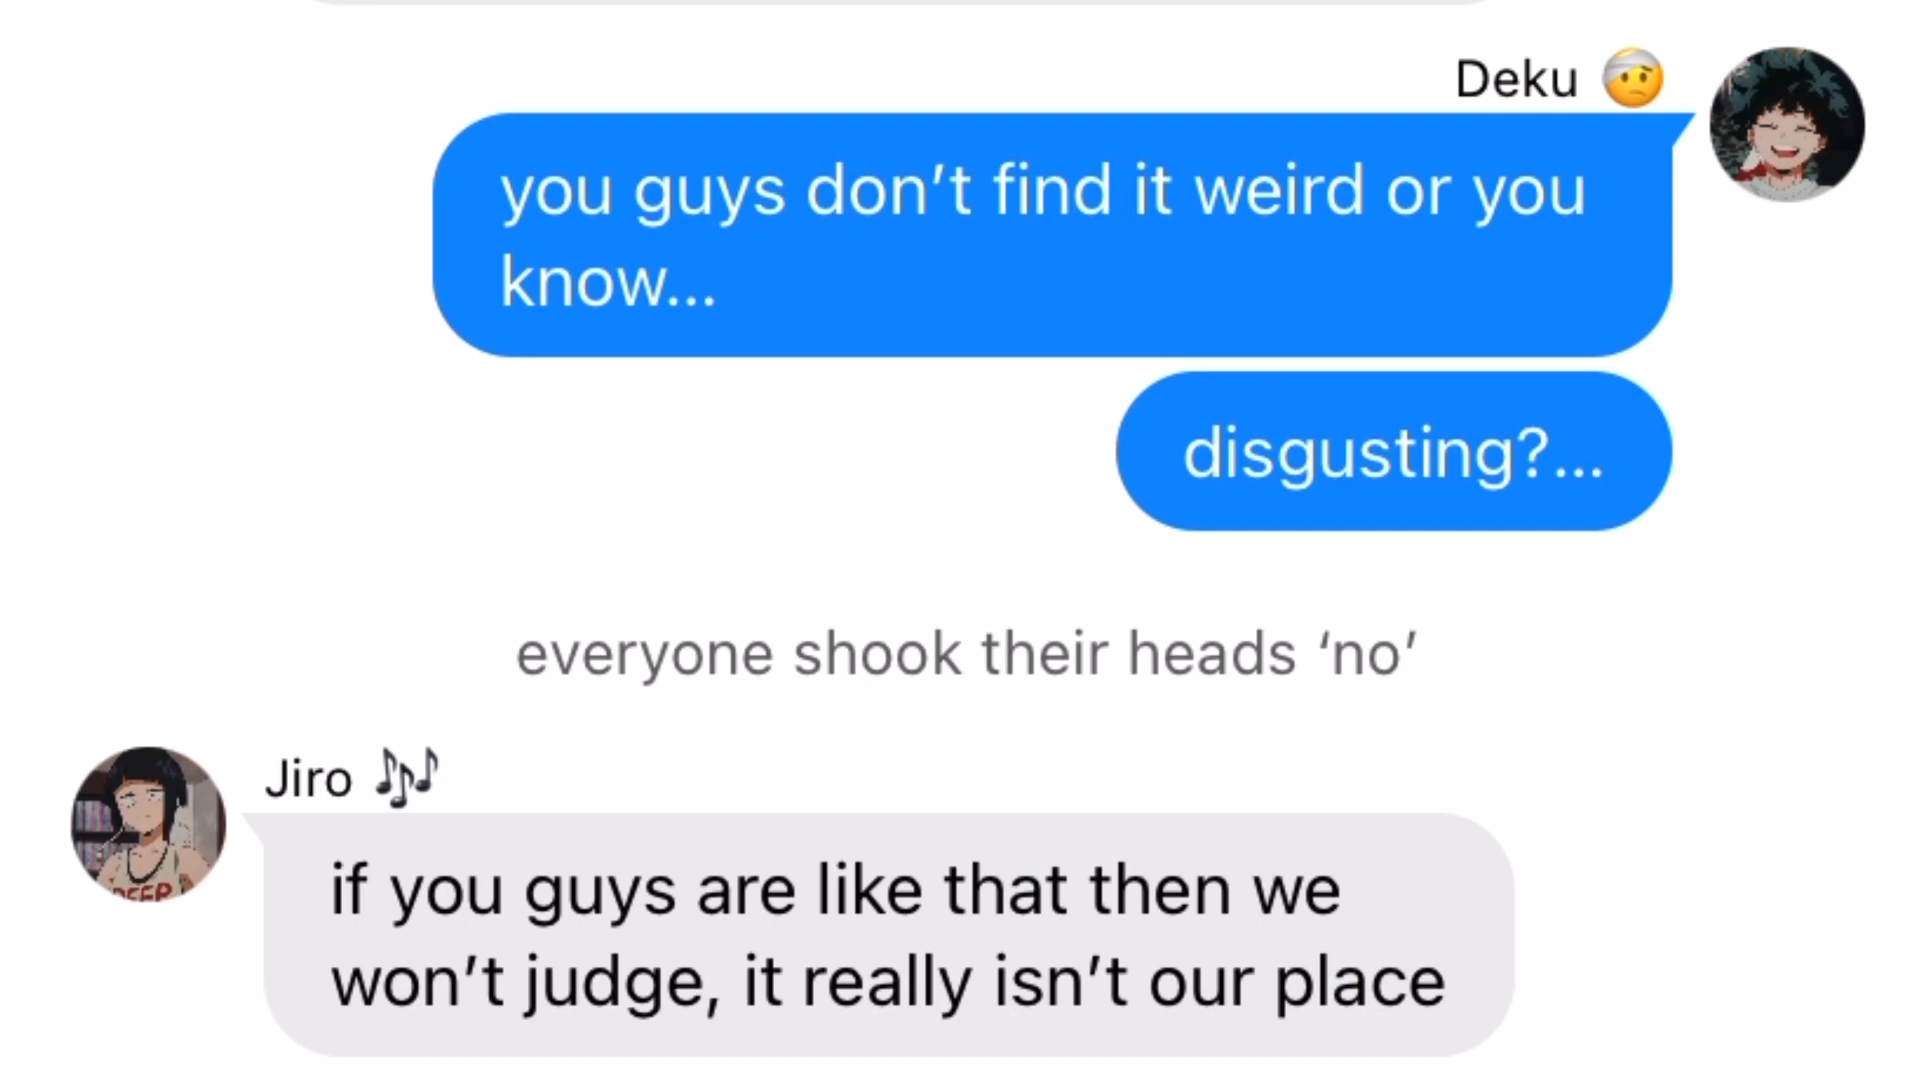 Deku 🤕
you guys don’t find it weird or you
know...
disgusting?...
everyone shook their heads ‘no’
Jiro 🎶
if you guys are like that then we
won’t judge, it really isn’t our place